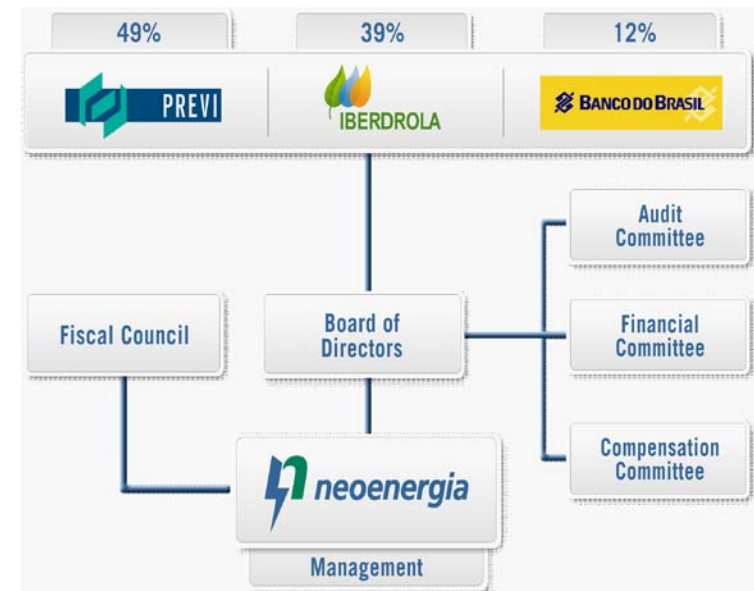 49% 39% 12%
PREVI IBERDROLA BANCO DO BRASIL
Audit
Committee
Fiscal Council
Board of
Directors
Financial
Committee
Compensation
Committee
neoenergia
Management